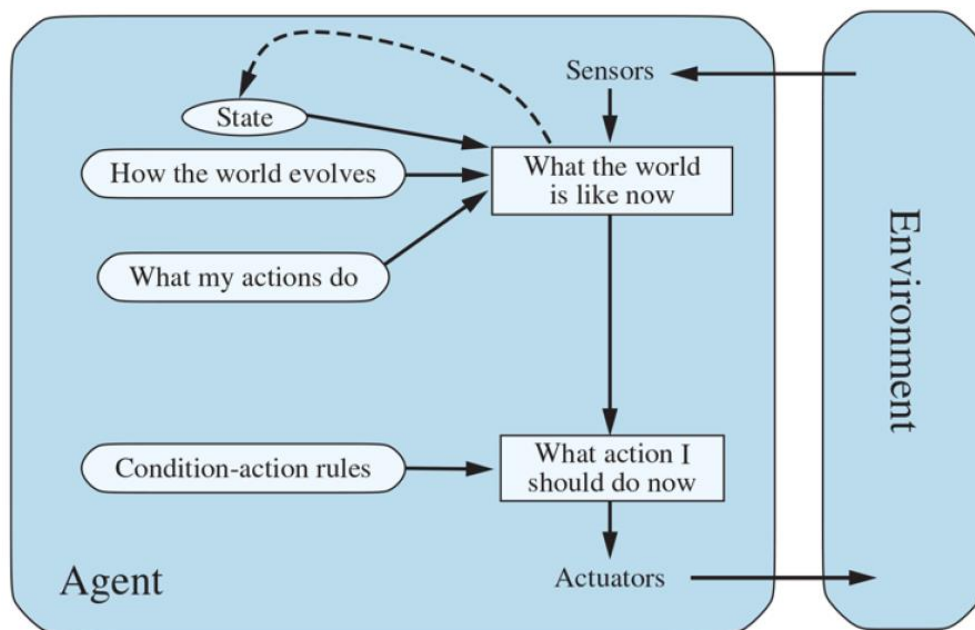 Sensors
State
What the world
is like now
How the world evolves
What my actions do
Environment
Condition-action rules
What action I
should do now
Agent
Actuators